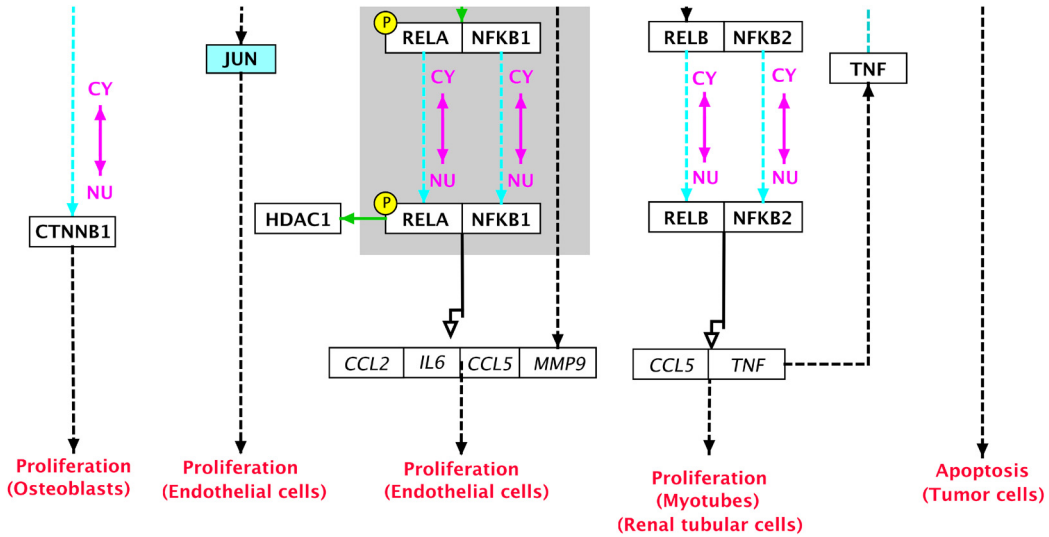 P
RELA NFKB1
RELB NFKB2
JUN
TNF
CY
CY
CY
CY
CY
NU
NU
NU
NU
NU
P
CTNNB1
HDAC1
RELA NFKB1
RELB NFKB2
CCL2 IL6 CCL5 MMP9
CCL5 TNF
Proliferation
(Osteoblasts)
Proliferation
(Endothelial cells)
Proliferation
(Endothelial cells)
Proliferation
(Myotubes)
(Renal tubular cells)
Apoptosis
(Tumor cells)